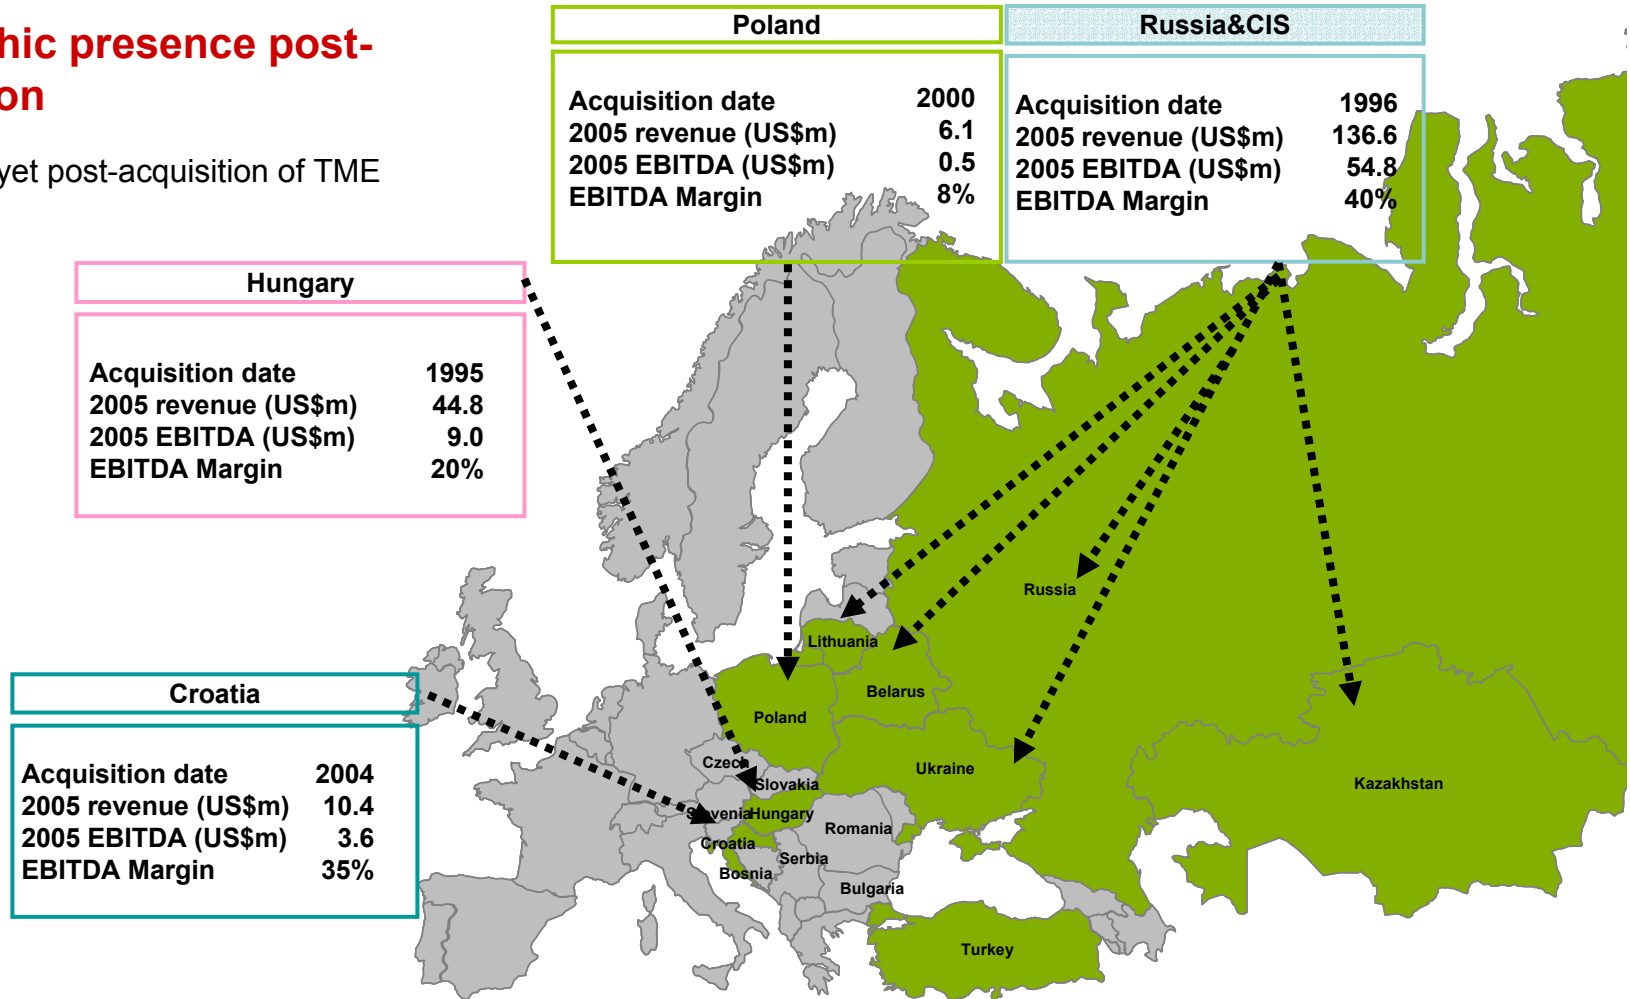 hic presence post-
on
yet post-acquisition of TME
Poland
Acquisition date 2000
2005 revenue (US$m) 6.1
2005 EBITDA (US$m) 0.5
EBITDA Margin 8%
Russia&CIS
Acquisition date 1996
2005 revenue (US$m) 136.6
2005 EBITDA (US$m) 54.8
EBITDA Margin 40%
Hungary
Acquisition date 1995
2005 revenue (US$m) 44.8
2005 EBITDA (US$m) 9.0
EBITDA Margin 20%
Croatia
Acquisition date 2004
2005 revenue (US$m) 10.4
2005 EBITDA (US$m) 3.6
EBITDA Margin 35%
Russia
Lithuania
Belarus
Poland
Czech
Ukraine
Slovakia
Kazakhstan
Slovenia
Hungary
Romania
Croatia
Serbia
Bosnia
Bulgaria
Turkey